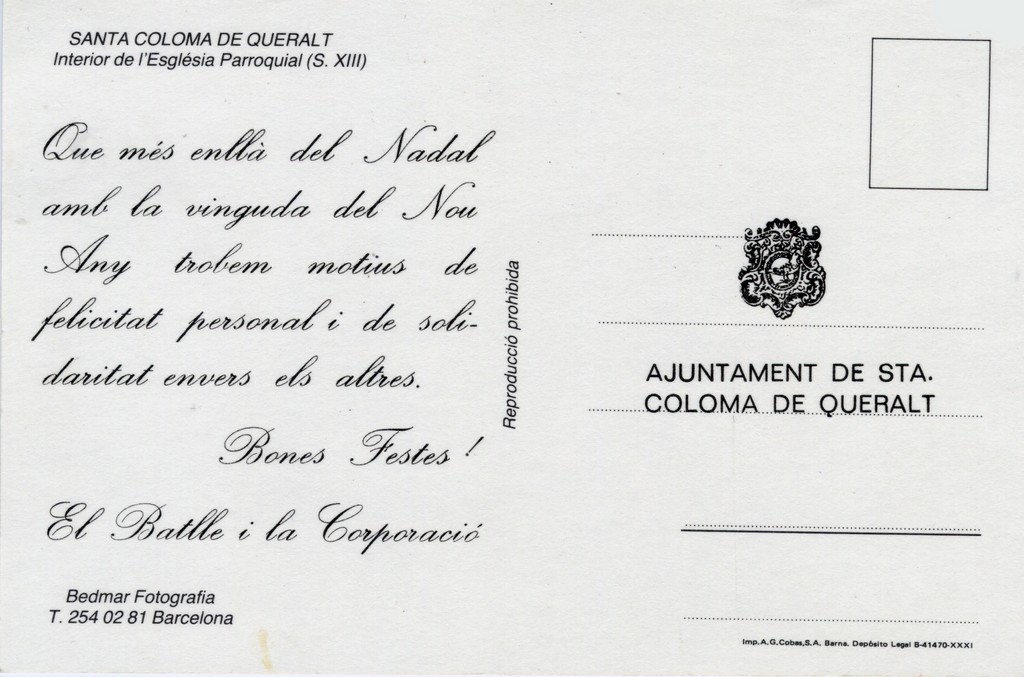 SANTA COLOMA DE QUERALT
Interior de l'Església Parroquial (S. XIII)
Que més enllà del Nadal
amb la vinguda del Nou
Any trobem motius de
felicitat personal i de soli-
daritat envers els altres.
Bones Festes!
El Batlle i la Corporació
Bedmar Fotografia
T. 254 02 81 Barcelona
Reproducció prohibida
AJUNTAMENT DE STA.
COLOMA DE QUERALT
Imp.A.G.Cobas,S.A. Barna. Depósito Legal B-41470-XXXI